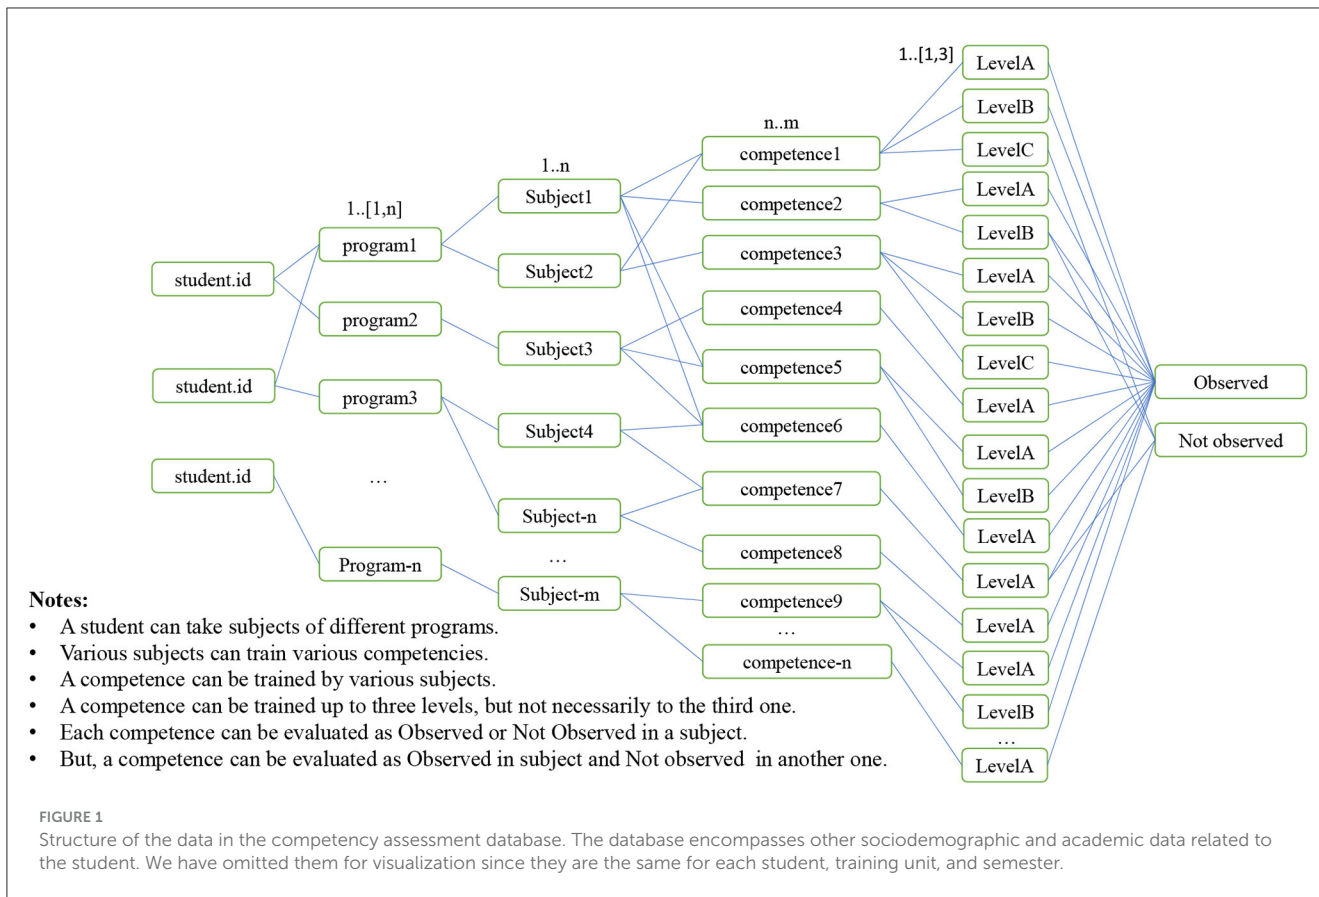 1..[1,3]
LevelA
LevelB
n..m
competence1
LevelC
1..n
LevelA
Subject1
competence2
1..[1,n]
LevelB
program1
competence3
Subject2
LevelA
student.id
competence4
LevelB
program2
Subject3
LevelC
competence5
Observed
student.id
program3
LevelA
competence6
Subject4
Not observed
LevelA
student.id
…
competence7
LevelB
Subject-n
LevelA
competence8
…
Program-n
LevelA
Subject-m
competence9
Notes:
LevelA
• A student can take subjects of different programs.
…
• Various subjects can train various competencies.
competence-n
LevelA
• A competence can be trained by various subjects.
• A competence can be trained up to three levels, but not necessarily to the third one.
LevelB
• Each competence can be evaluated as Observed or Not Observed in a subject.
…
• But, a competence can be evaluated as Observed in subject and Not observed in another one.
LevelA
FIGURE 1
Structure of the data in the competency assessment database. The database encompasses other sociodemographic and academic data related to
the student. We have omitted them for visualization since they are the same for each student, training unit, and semester.